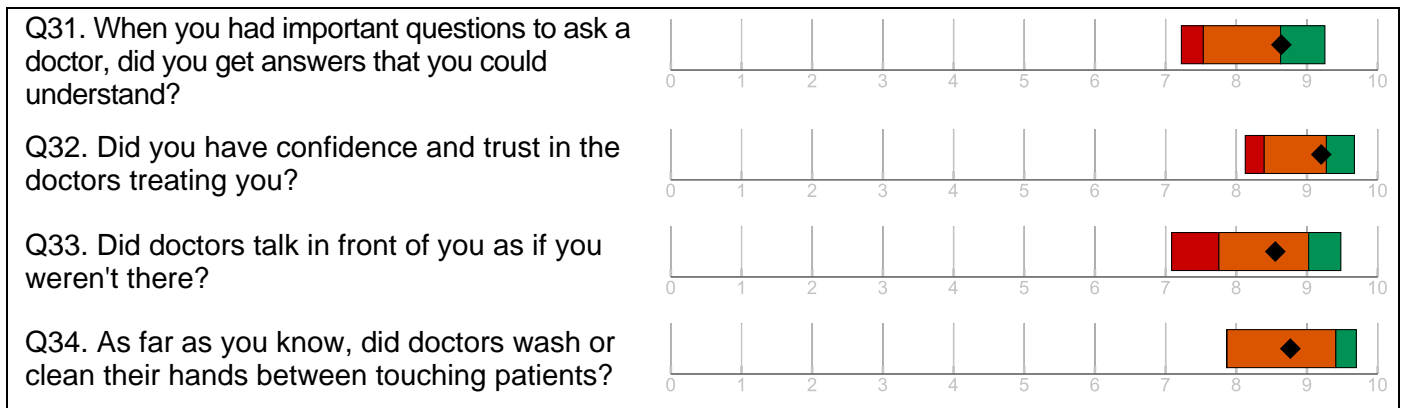 Q31. When you had important questions to ask a
doctor, did you get answers that you could
understand?
0 1 2 3 4 5 6 7 8 9 10
Q32. Did you have confidence and trust in the
doctors treating you?
0 1 2 3 4 5 6 7 8 9 10
Q33. Did doctors talk in front of you as if you
weren't there?
0 1 2 3 4 5 6 7 8 9 10
Q34. As far as you know, did doctors wash or
clean their hands between touching patients?
0 1 2 3 4 5 6 7 8 9 10